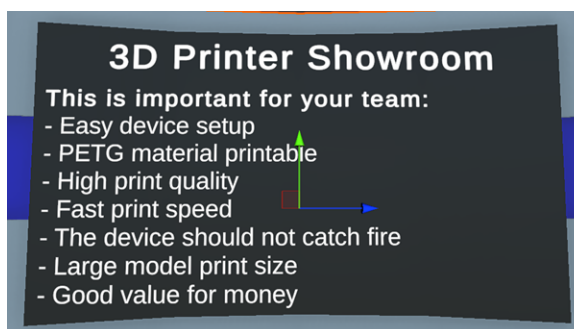 3D Printer Showroom
This is important for your team:
- Easy device setup
- PETG material printable
- High print quality
- Fast print speed
- The device should not catch fire
- Large model print size
- Good value for money